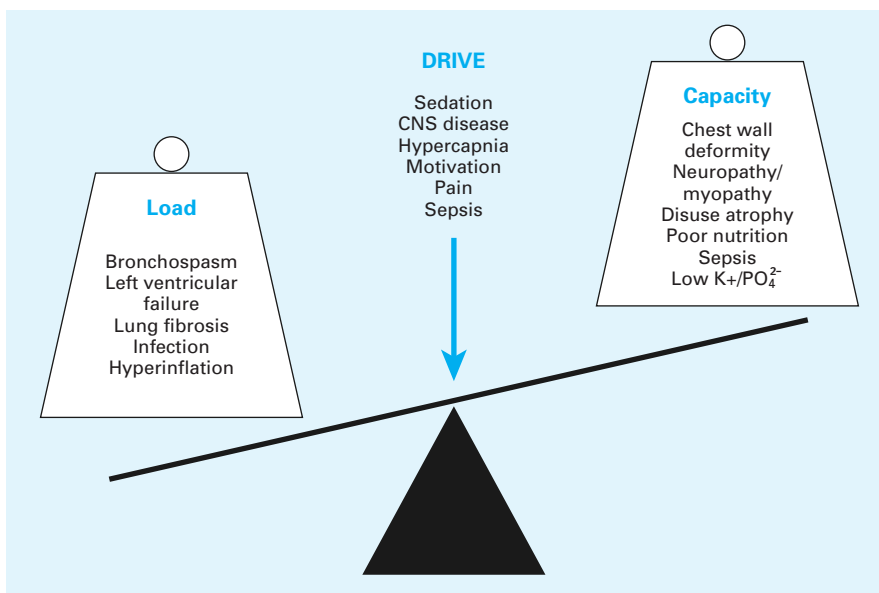 DRIVE
Sedation
CNS disease
Hypercapnia
Motivation
Pain
Sepsis
Load
Bronchospasm
Left ventricular
failure
Lung fibrosis
Infection
Hyperinflation
Capacity
Chest wall
deformity
Neuropathy/
myopathy
Disuse atrophy
Poor nutrition
Sepsis
Low K+/PO₄²⁻